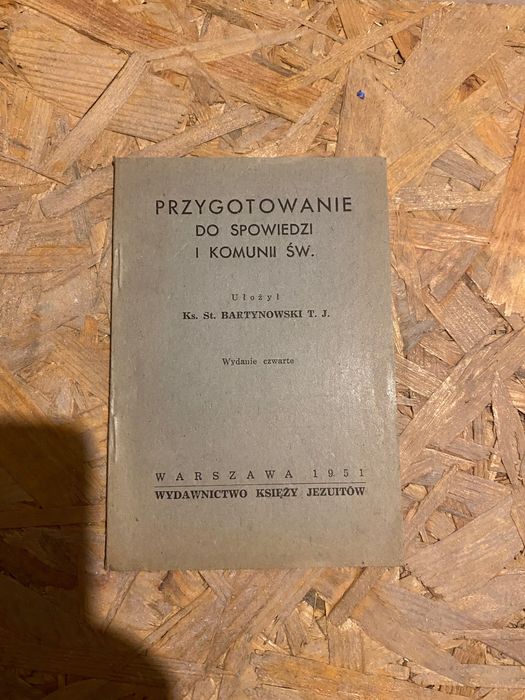 PRZYGOTOWANIE
DO SPOWIEDZI
I KOMUNII ŚW.
Ułożył
Ks. St. BARTYNOWSKI T. J.
Wydanie czwarte
WARSZAWA 1951
WYDAWNICTWO KSIĘŻY JEZUITÓW